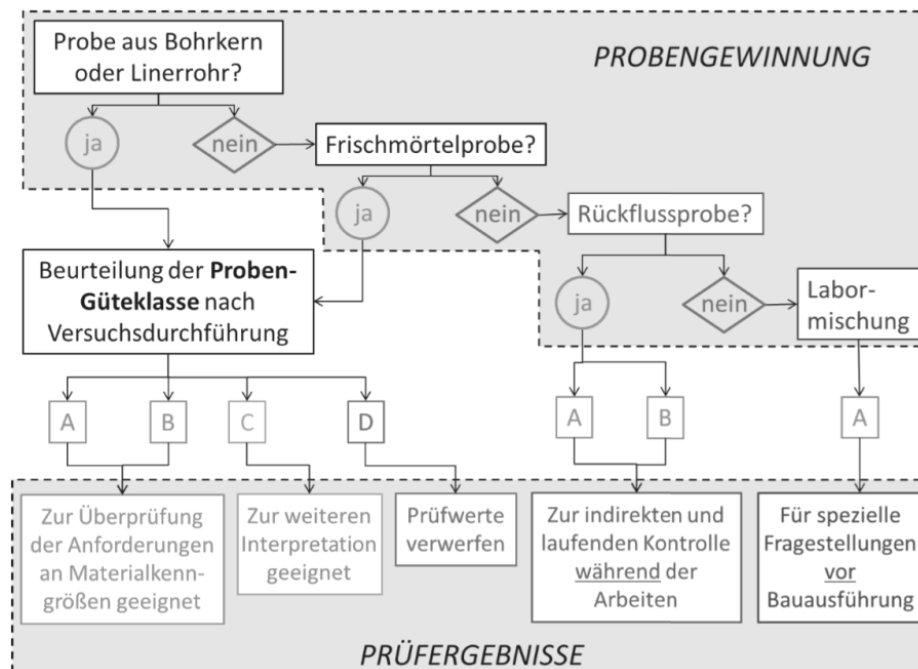 Probe aus Bohrkern
oder Linerrohr?
PROBENGEWINNUNG
ja
nein
Frischmörtelprobe?
ja
nein
Rückflussprobe?
Beurteilung der Proben-
Güteklasse nach
Versuchsdurchführung
ja
nein
Labor-
mischung
A
B
C
D
A
B
A
Zur Überprüfung
der Anforderungen
an Materialkenn-
größen geeignet
Zur weiteren
Interpretation
geeignet
Prüfwerte
verwerfen
Zur indirekten und
laufenden Kontrolle
während der
Arbeiten
Für spezielle
Fragestellungen
vor
Bauausführung
PRÜFERGEBNISSE